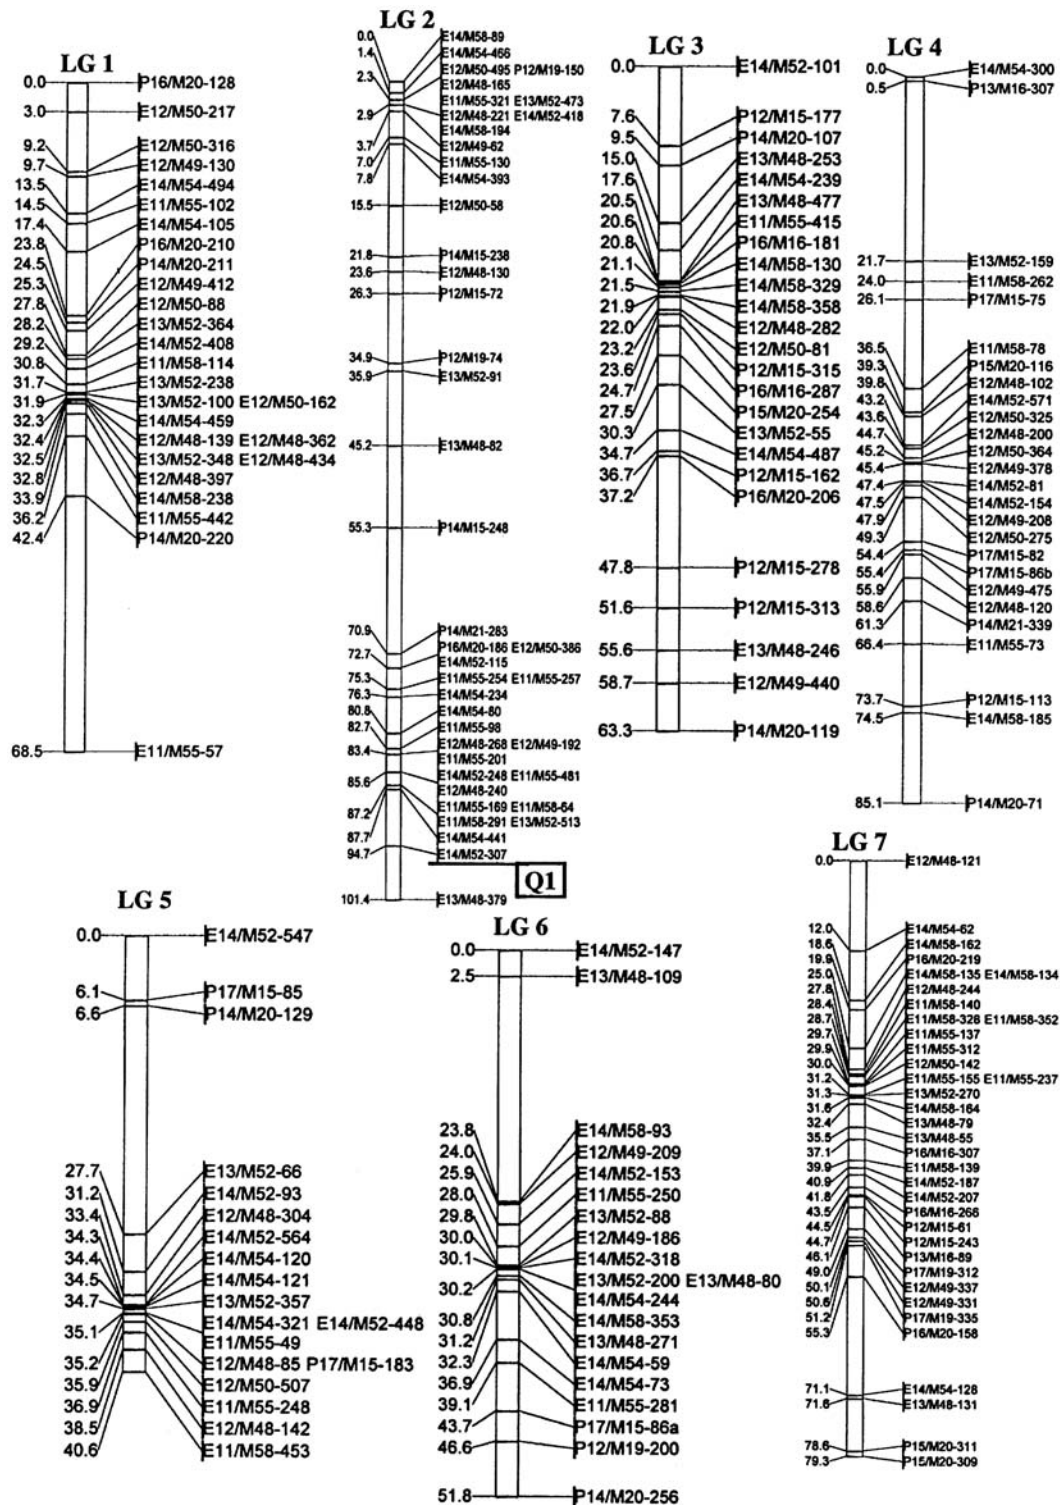 LG 1
0.0 P16/M20-128
3.0 E12/M50-217
9.2 E12/M50-316
9.7 E12/M49-130
13.5 E14/M54-494
14.5 E11/M55-102
17.4 E14/M54-105
23.8 P16/M20-210
24.5 P14/M20-211
25.3 E12/M49-412
27.8 E12/M50-88
28.2 E13/M52-364
29.2 E14/M52-408
30.8 E11/M58-114
31.7 E13/M52-238
31.9 E13/M52-100 E12/M50-162
32.3 E14/M54-459
32.4 E12/M48-139 E12/M48-362
32.5 E13/M52-348 E12/M48-434
32.8 E12/M48-397
33.9 E14/M58-238
36.2 E11/M55-442
42.4 P14/M20-220
68.5 E11/M55-57
LG 2
0.0 E14/M58-89
1.4 E14/M54-466
E12/M50-495 P12/M19-150
2.3 E12/M48-165
E11/M55-321 E13/M52-473
2.9 E12/M48-221 E14/M52-418
E14/M58-194
3.7 E12/M49-62
7.0 E11/M55-130
7.8 E14/M54-393
15.5 E12/M50-58
21.8 P14/M15-238
23.6 E12/M48-130
26.3 P12/M15-72
34.9 P12/M19-74
35.9 E13/M52-91
45.2 E13/M48-82
55.3 P14/M15-248
70.9 P14/M21-283
P16/M20-186 E12/M50-386
72.7 E14/M52-115
75.3 E11/M55-254 E11/M55-257
76.3 E14/M54-234
80.8 E14/M54-80
82.7 E11/M55-98
83.4 E12/M48-268 E12/M49-192
E11/M55-201
85.6 E14/M52-248 E11/M55-481
E12/M48-240
87.2 E11/M55-169 E11/M58-64
E11/M58-291 E13/M52-513
87.7 E14/M54-441
94.7 E14/M52-307
Q1
101.4 E13/M48-379
LG 3
0.0 E14/M52-101
7.6 P12/M15-177
9.5 P14/M20-107
15.0 E13/M48-253
17.6 E14/M54-239
20.5 E13/M48-477
20.6 E11/M55-415
20.8 P16/M16-181
21.1 E14/M58-130
21.5 E14/M58-329
21.9 E14/M58-358
22.0 E12/M48-282
23.2 E12/M50-81
23.6 P12/M15-315
24.7 P16/M16-287
27.5 P15/M20-254
30.3 E13/M52-55
34.7 E14/M54-487
36.7 P12/M15-162
37.2 P16/M20-206
47.8 P12/M15-278
51.6 P12/M15-313
55.6 E13/M48-246
58.7 E12/M49-440
63.3 P14/M20-119
LG 4
0.0 E14/M54-300
0.5 P13/M16-307
21.7 E13/M52-159
24.0 E11/M58-262
26.1 P17/M15-75
36.5 E11/M58-78
39.3 P15/M20-116
39.8 E12/M48-102
43.2 E14/M52-571
43.6 E12/M50-325
44.7 E12/M48-200
45.2 E12/M50-364
45.4 E12/M49-378
47.4 E14/M52-81
47.5 E14/M52-154
47.9 E12/M49-208
49.3 E12/M50-275
54.4 P17/M15-82
55.4 P17/M15-86b
55.9 E12/M49-475
58.6 E12/M48-120
61.3 P14/M21-339
66.4 E11/M55-73
73.7 P12/M15-113
74.5 E14/M58-185
85.1 P14/M20-71
LG 5
0.0 E14/M52-547
6.1 P17/M15-85
6.6 P14/M20-129
27.7 E13/M52-66
31.2 E14/M52-93
33.4 E12/M48-304
34.3 E14/M52-564
34.4 E14/M54-120
34.5 E14/M54-121
34.7 E13/M52-357
35.1 E14/M54-321 E14/M52-448
E11/M55-49
35.2 E12/M48-85 P17/M15-183
35.9 E12/M50-507
36.9 E11/M55-248
38.5 E12/M48-142
40.6 E11/M58-453
LG 6
0.0 E14/M52-147
2.5 E13/M48-109
23.8 E14/M58-93
24.0 E12/M49-209
25.9 E14/M52-153
28.0 E11/M55-250
29.8 E13/M52-88
30.0 E12/M49-186
30.1 E14/M52-318
30.2 E13/M52-200 E13/M48-80
E14/M54-244
30.8 E14/M58-353
31.2 E13/M48-271
32.3 E14/M54-59
36.9 E14/M54-73
39.1 E11/M55-281
43.7 P17/M15-86a
46.6 P12/M19-200
51.8 P14/M20-256
LG 7
0.0 E12/M48-121
12.0 E14/M54-62
18.6 E14/M58-162
19.9 P16/M20-219
25.0 E14/M58-135 E14/M58-134
27.8 E12/M48-244
28.4 E11/M58-140
28.7 E11/M58-328 E11/M58-352
29.7 E11/M55-137
29.9 E11/M55-312
30.0 E12/M50-142
31.2 E11/M55-155 E11/M55-237
31.3 E13/M52-270
31.6 E14/M58-164
32.4 E13/M48-79
35.5 E13/M48-55
37.1 P16/M16-307
39.9 E11/M58-139
40.9 E14/M52-187
41.8 E14/M52-207
43.5 P16/M16-266
44.5 P12/M15-61
44.7 P12/M15-243
46.1 P13/M16-89
49.0 P17/M19-312
50.1 E12/M49-337
50.6 E12/M49-331
51.2 P17/M19-335
55.3 P16/M20-158
71.1 E14/M54-128
71.6 E13/M48-131
78.6 P15/M20-311
79.3 P15/M20-309